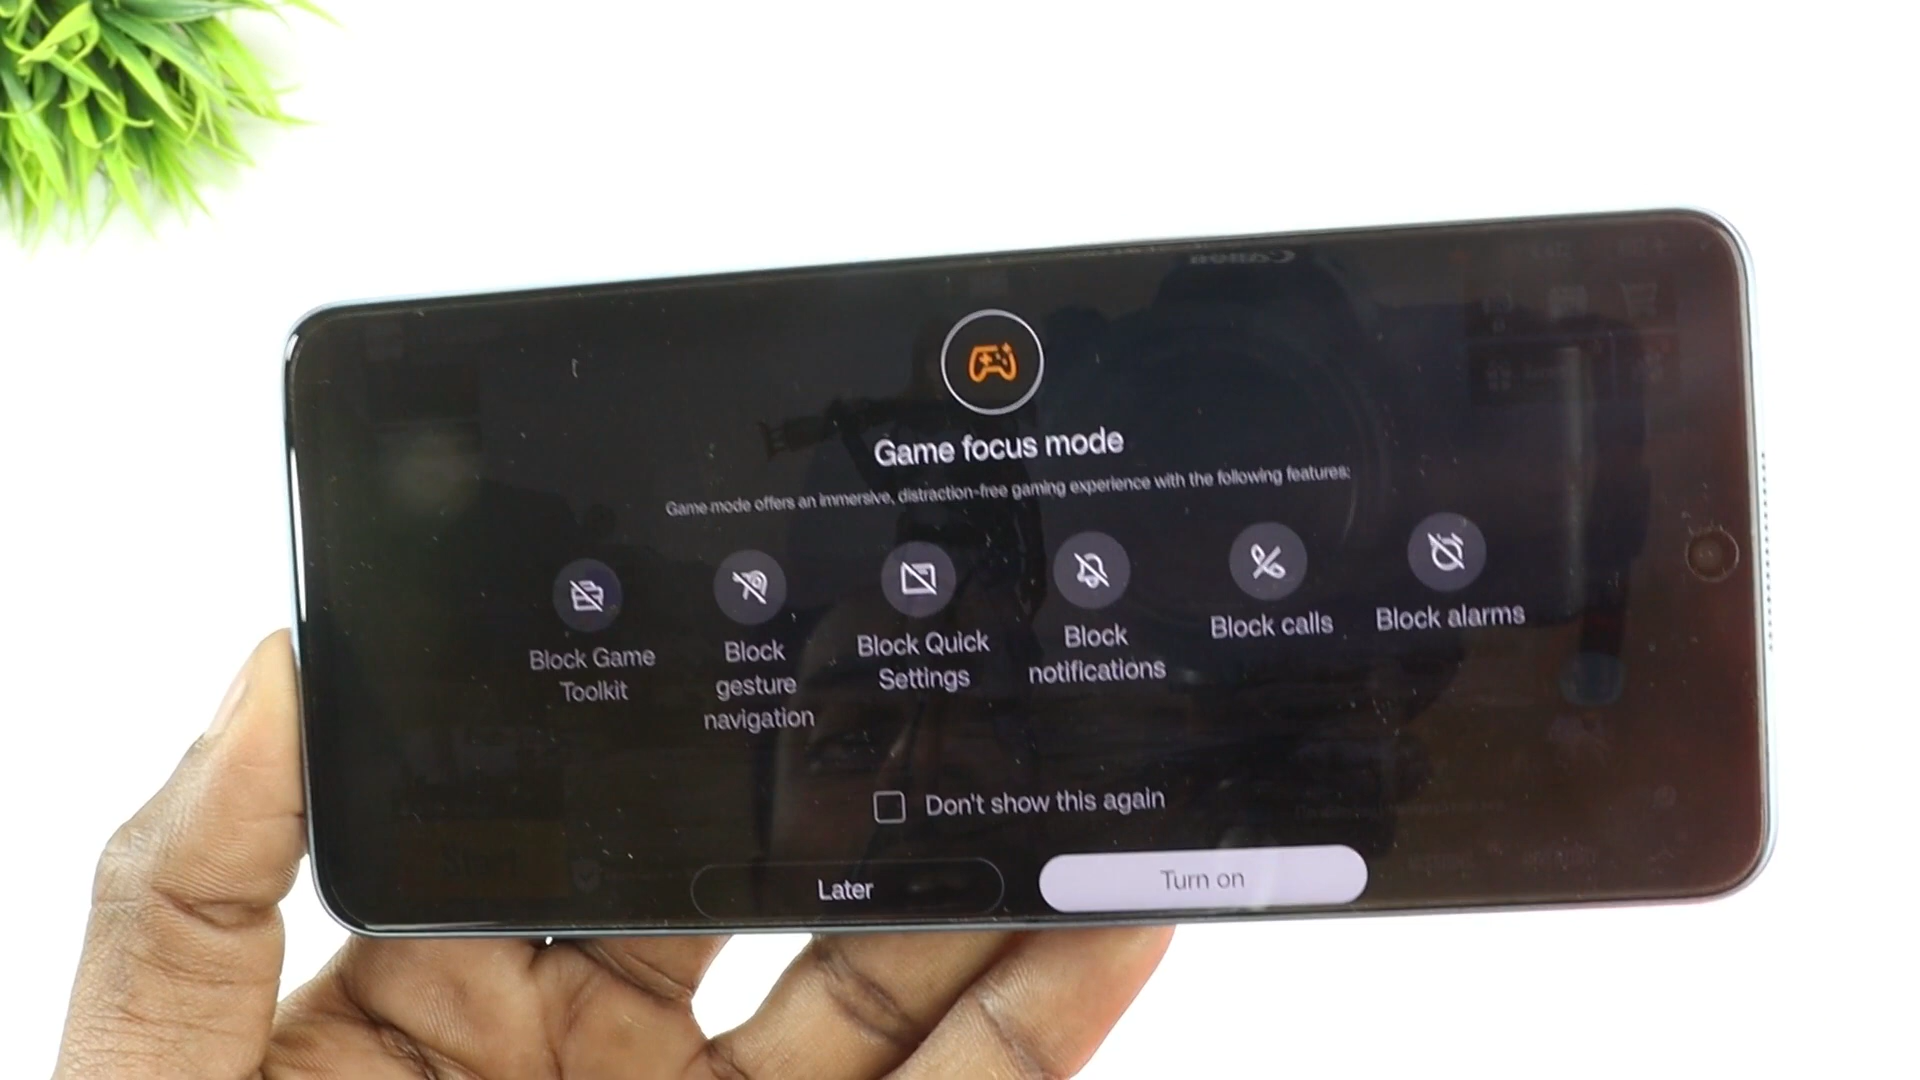 Canon
Game focus mode
Game mode offers an immersive, distraction-free gaming experience with the following features:
Block Game
Toolkit
Block
gesture
navigation
Block Quick
Settings
Block
notifications
Block calls
Block alarms
Don't show this again
Later
Turn on